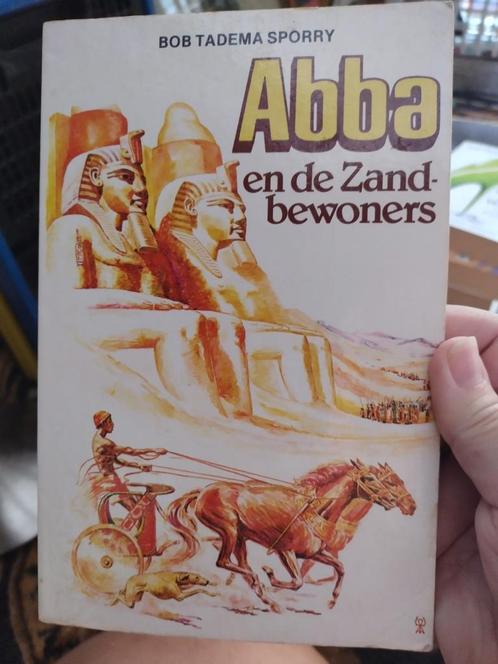 BOB TADEMA SPORRY
Abba
en de Zand-
bewoners